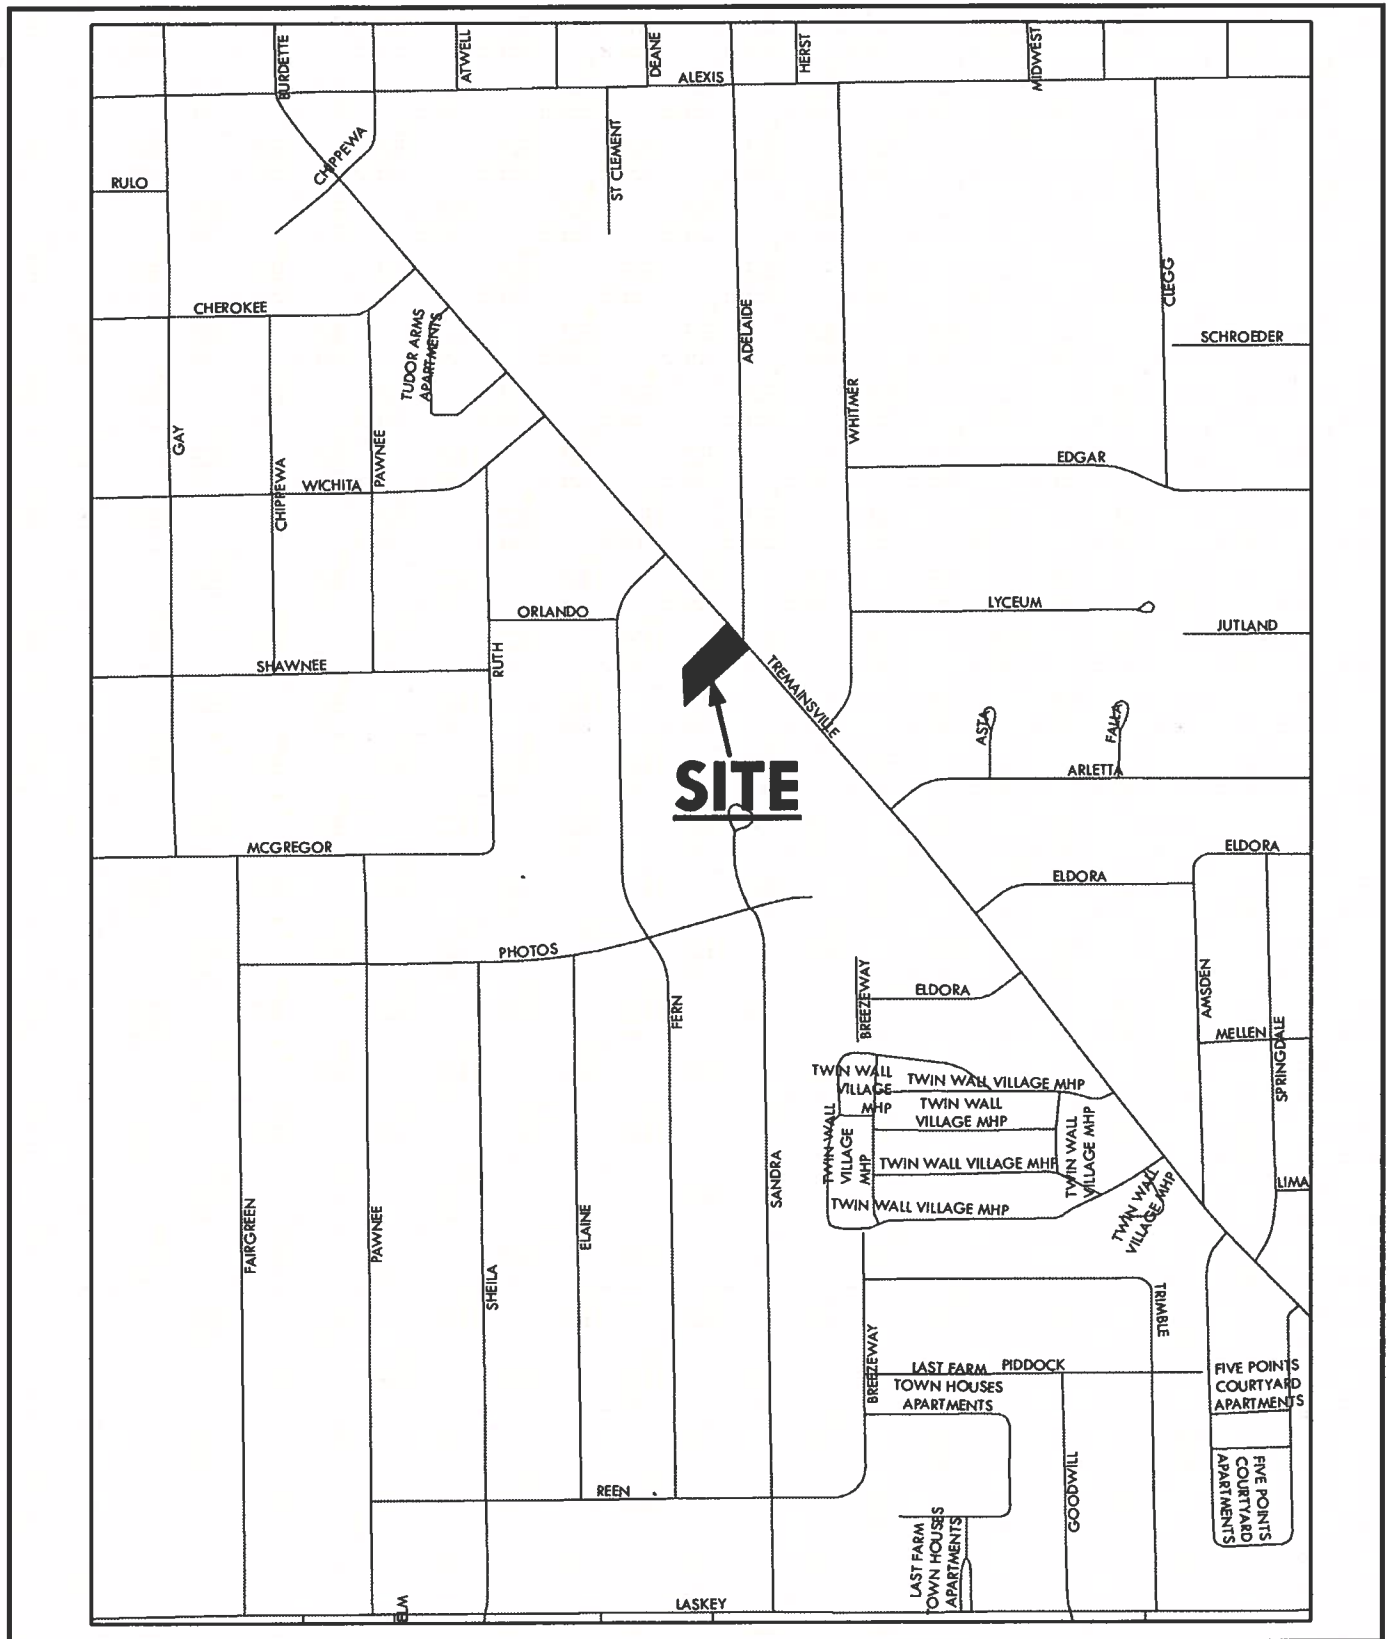 BURDETTE
ATWELL
DEANE
HERST
MIDWEST
ALEXIS
CHIPPEWA
ST CLEMENT
RULO
CLEGG
CHEROKEE
TUDOR ARMS
APARTMENTS
ADELAIDE
SCHROEDER
WHITMER
GAY
PAWNEE
CHIPPEWA
WICHITA
EDGAR
ORLANDO
LYCEUM
JUTLAND
SHAWNEE
RUTH
TREMAINSVILLE
ASTA
FALLA
SITE
ARLETTA
MCGREGOR
ELDORA
ELDORA
PHOTOS
BREEZEWAY
ELDORA
AMSDEN
FERN
MELLEN
SPRINGDALE
TWIN WALL
VILLAGE
MHP
TWIN WALL VILLAGE MHP
TWIN WALL
VILLAGE MHP
TWIN WALL
VILLAGE
MHP
TWIN WALL VILLAGE MHP
TWIN WALL
VILLAGE MHP
TWIN WALL VILLAGE MHP
TWIN WALL
VILLAGE MHP
LIMA
SANDRA
FAIRGREEN
PAWNEE
SHEILA
ELAINE
TRIMBLE
BREEZEWAY
LAST FARM
TOWN HOUSES
APARTMENTS
PIDDOCK
FIVE POINTS
COURTYARD
APARTMENTS
REEN
GOODWILL
FIVE POINTS
COURTYARD
APARTMENTS
LAST FARM
TOWN HOUSES
APARTMENTS
ELM
LASKEY